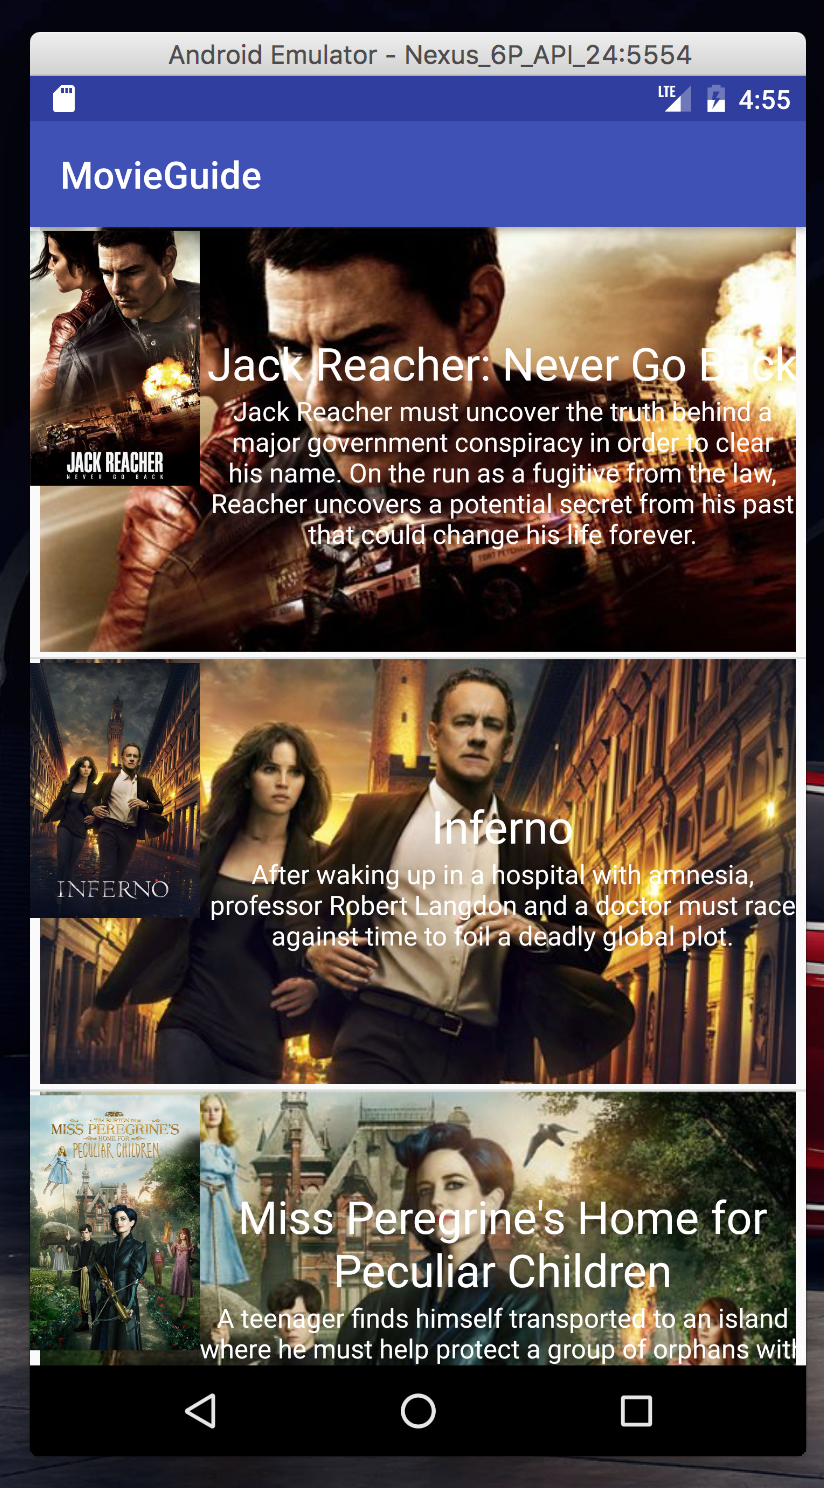 Android Emulator - Nexus_6P_API_24:5554
LTE 4:55
MovieGuide
JACK REACHER
NEVER GO BACK
Jack Reacher: Never Go Back
Jack Reacher must uncover the truth behind a
major government conspiracy in order to clear
his name. On the run as a fugitive from the law,
Reacher uncovers a potential secret from his past
that could change his life forever.
INFERNO
Inferno
After waking up in a hospital with amnesia,
professor Robert Langdon and a doctor must race
against time to foil a deadly global plot.
MISS PEREGRINE'S
HOME FOR
PECULIAR CHILDREN
Miss Peregrine's Home for
Peculiar Children
A teenager finds himself transported to an island
where he must help protect a group of orphans with